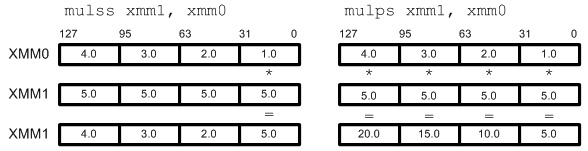 mulss xmm1, xmm0
127 95 63 31 0
XMM0 4.0 3.0 2.0 1.0
*
XMM1 5.0 5.0 5.0 5.0
=
XMM1 4.0 3.0 2.0 5.0
mulps xmm1, xmm0
127 95 63 31 0
4.0 3.0 2.0 1.0
* * * *
5.0 5.0 5.0 5.0
= = = =
20.0 15.0 10.0 5.0